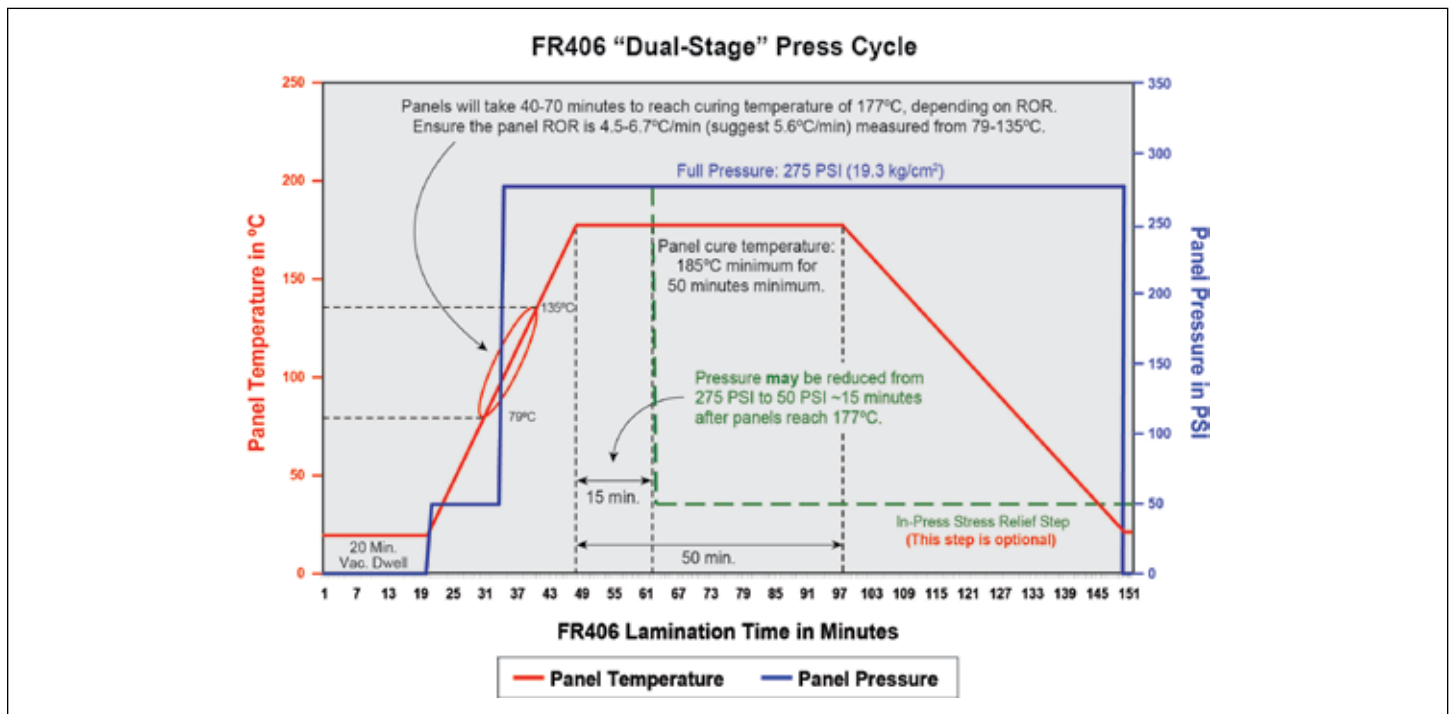 FR406 “Dual-Stage” Press Cycle
250
200
150
100
50
0
Panel Temperature in ºC
350
300
250
200
150
100
50
0
Panel Pressure in PSI
Panels will take 40-70 minutes to reach curing temperature of 177ºC, depending on ROR.
Ensure the panel ROR is 4.5-6.7ºC/min (suggest 5.6ºC/min) measured from 79-135ºC.
Full Pressure: 275 PSI (19.3 kg/cm²)
Panel cure temperature:
185ºC minimum for
50 minutes minimum.
135ºC
79ºC
Pressure may be reduced from
275 PSI to 50 PSI ~15 minutes
after panels reach 177ºC.
15 min.
In-Press Stress Relief Step
(This step is optional)
20 Min.
Vac. Dwell
50 min.
1 7 13 19 25 31 37 43 49 55 61 67 73 79 85 91 97 103 109 115 121 127 133 139 145 151
FR406 Lamination Time in Minutes
Panel Temperature
Panel Pressure